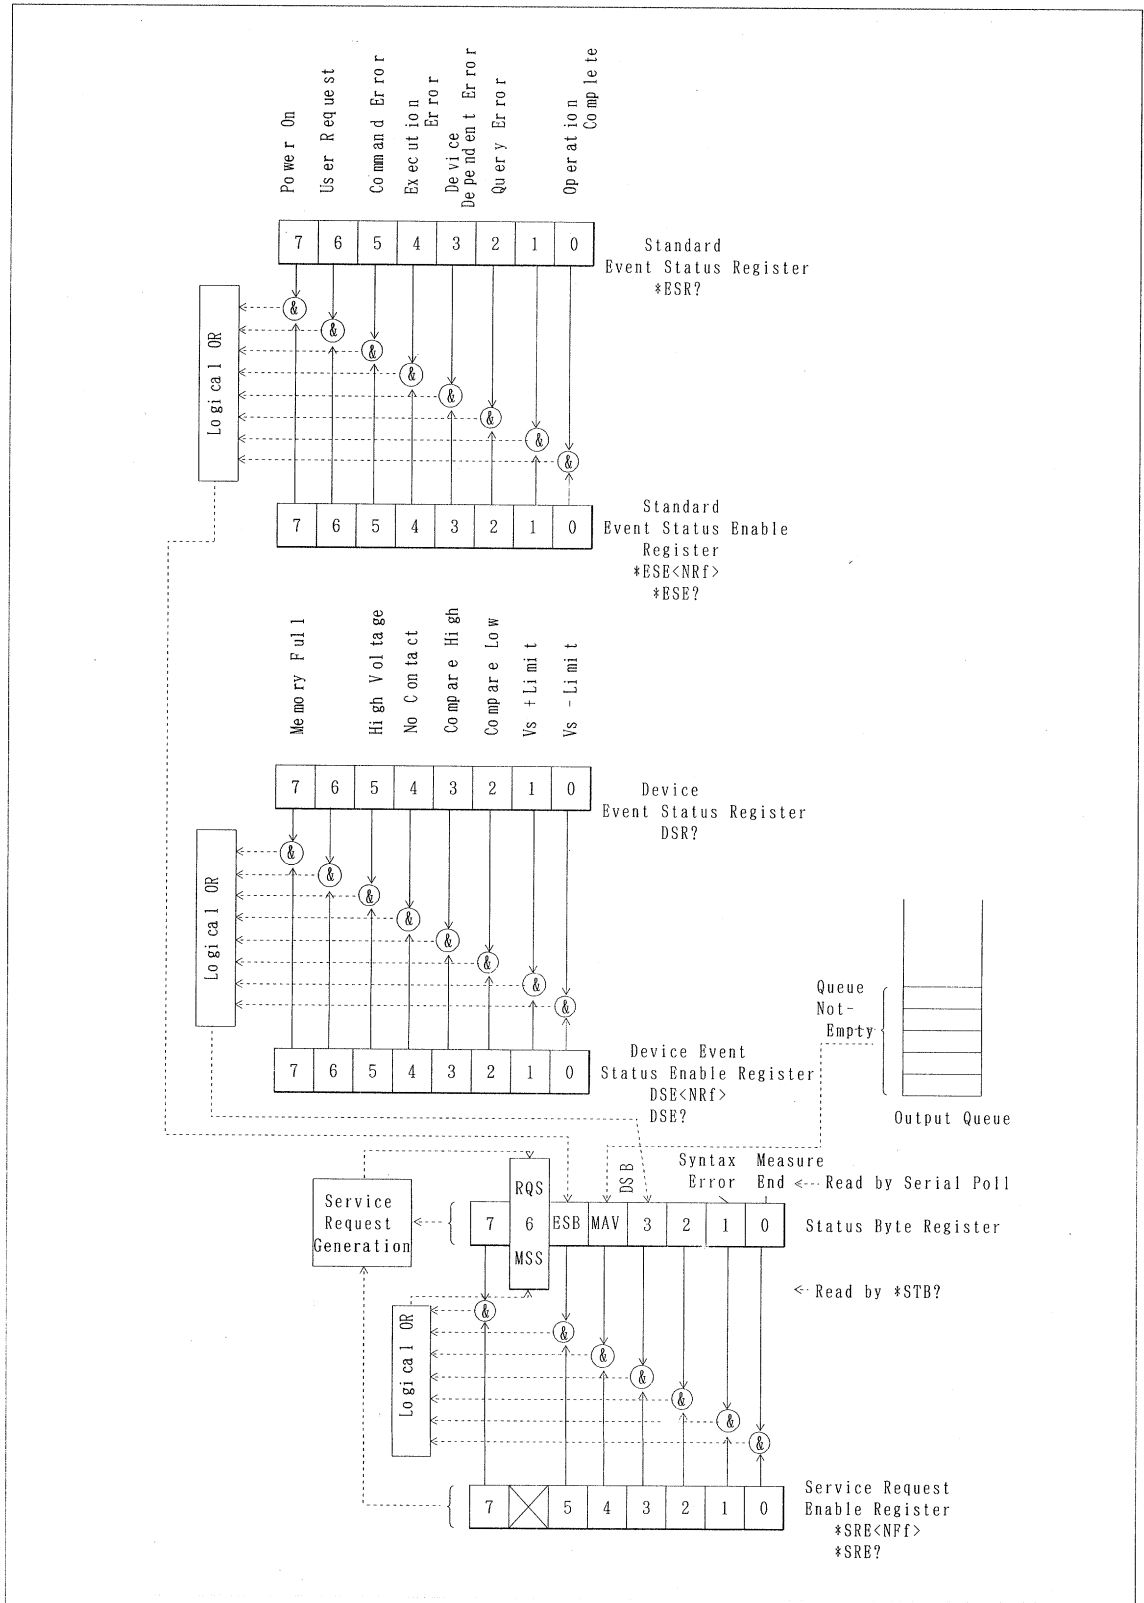 Power On
User Request
Command Error
Execution
Error
Device
Dependent Error
Query Error
Operation
Complete
7 6 5 4 3 2 1 0
Standard
Event Status Register
*ESR?
Logical OR
& & & & & & & &
7 6 5 4 3 2 1 0
Standard
Event Status Enable
Register
*ESE<NRf>
*ESE?
Memory Full
High Voltage
No Contact
Compare High
Compare Low
Vs +Limit
Vs -Limit
7 6 5 4 3 2 1 0
Device
Event Status Register
DSR?
Logical OR
& & & & & & & &
7 6 5 4 3 2 1 0
Device Event
Status Enable Register
DSE<NRf>
DSE?
Queue
Not-
Empty
Output Queue
DSB
Syntax
Error
Measure
End
Read by Serial Poll
Service
Request
Generation
RQS
7 6 ESB MAV 3 2 1 0
MSS
Status Byte Register
Read by *STB?
Logical OR
& & & & & & &
7 5 4 3 2 1 0
Service Request
Enable Register
*SRE<NFf>
*SRE?